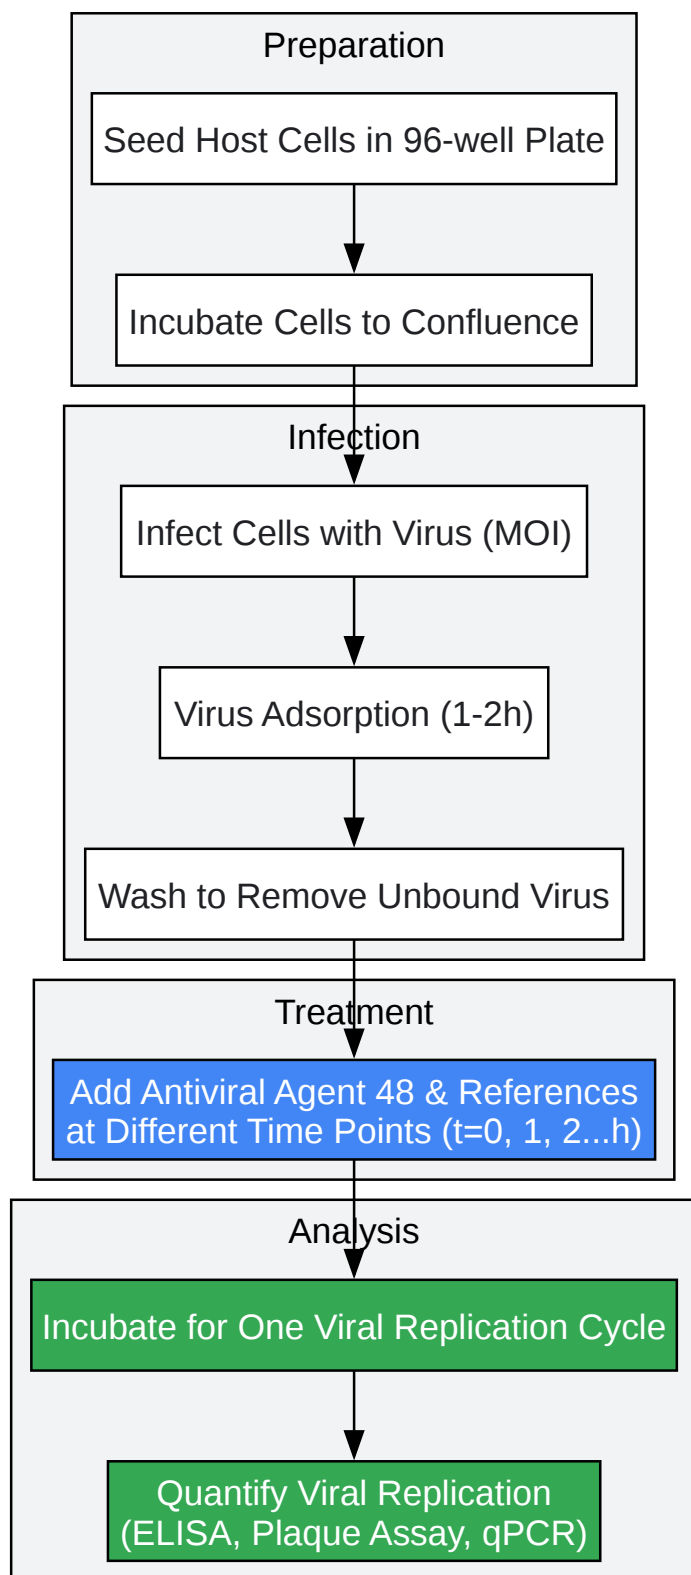 Preparation
Seed Host Cells in 96-well Plate
Incubate Cells to Confluence
Infection
Infect Cells with Virus (MOI)
Virus Adsorption (1-2h)
Wash to Remove Unbound Virus
Treatment
Add Antiviral Agent 48 & References
at Different Time Points (t=0, 1, 2...h)
Analysis
Incubate for One Viral Replication Cycle
Quantify Viral Replication
(ELISA, Plaque Assay, qPCR)